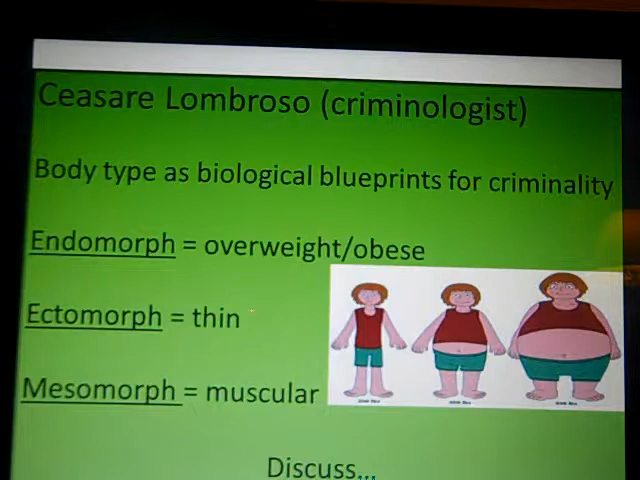 Ceasare Lombroso (criminologist)
Body type as biological blueprints for criminality
Endomorph = overweight/obese
Ectomorph = thin
Mesomorph = muscular
Discuss...